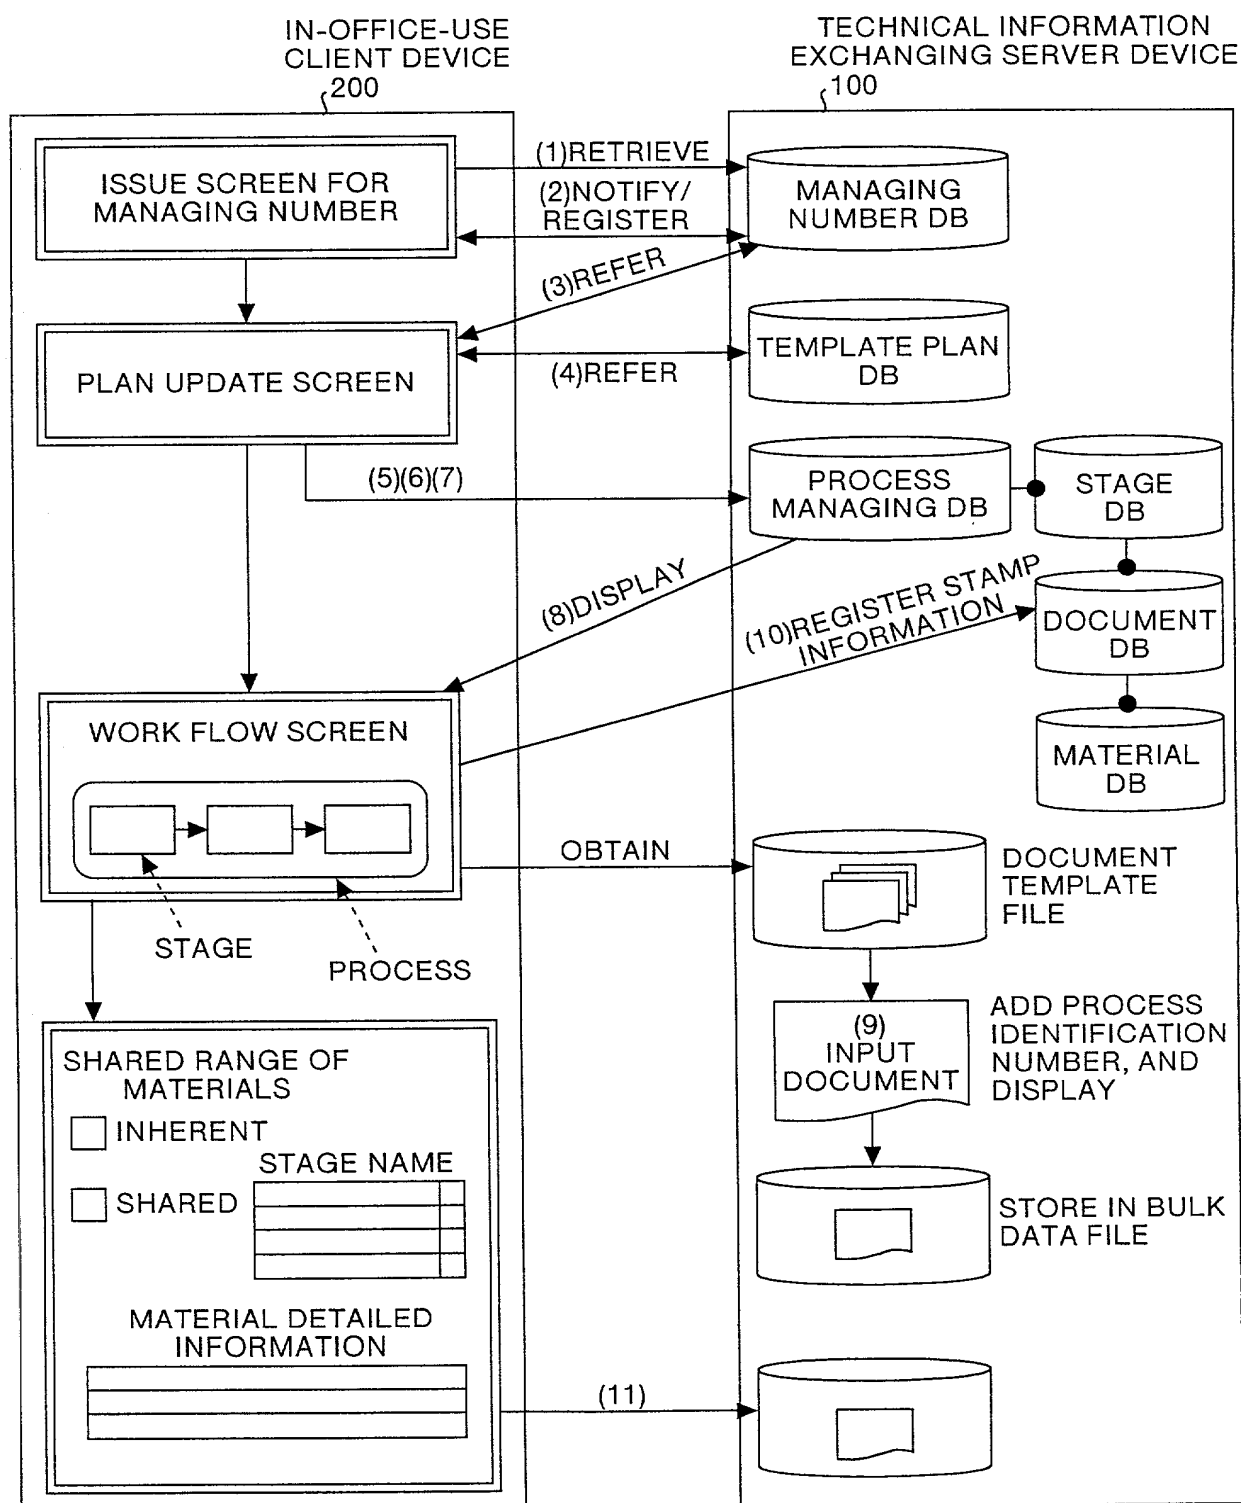 IN-OFFICE-USE
CLIENT DEVICE
200
TECHNICAL INFORMATION
EXCHANGING SERVER DEVICE
100
ISSUE SCREEN FOR
MANAGING NUMBER
(1)RETRIEVE
(2)NOTIFY/
REGISTER
MANAGING
NUMBER DB
(3)REFER
PLAN UPDATE SCREEN
(4)REFER
TEMPLATE PLAN
DB
(5)(6)(7)
PROCESS
MANAGING DB
STAGE
DB
(8)DISPLAY
(10)REGISTER STAMP
INFORMATION
DOCUMENT
DB
MATERIAL
DB
WORK FLOW SCREEN
STAGE
PROCESS
OBTAIN
DOCUMENT
TEMPLATE
FILE
(9)
INPUT
DOCUMENT
ADD PROCESS
IDENTIFICATION
NUMBER, AND
DISPLAY
SHARED RANGE OF
MATERIALS
INHERENT
SHARED
STAGE NAME
STORE IN BULK
DATA FILE
MATERIAL DETAILED
INFORMATION
(11)